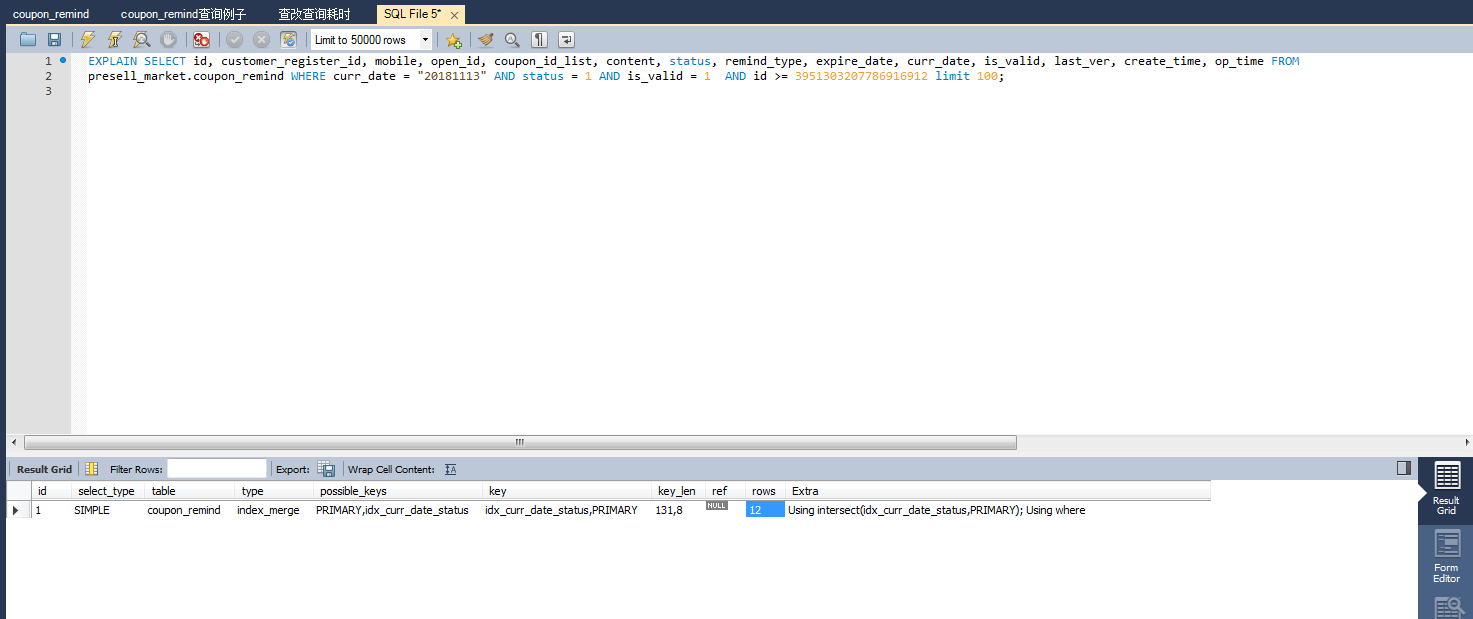 coupon_remind coupon_remind查询例子 查改查询耗时 SQL File 5*
Limit to 50000 rows
1 EXPLAIN SELECT id, customer_register_id, mobile, open_id, coupon_id_list, content, status, remind_type, expire_date, curr_date, is_valid, last_ver, create_time, op_time FROM
2 presell_market.coupon_remind WHERE curr_date = "20181113" AND status = 1 AND is_valid = 1  AND id >= 3951303207786916912 limit 100;
3
Result Grid Filter Rows: Export: Wrap Cell Content:
id select_type table type possible_keys key key_len ref rows Extra
1 SIMPLE coupon_remind index_merge PRIMARY,idx_curr_date_status idx_curr_date_status,PRIMARY 131,8 NULL 12 Using intersect(idx_curr_date_status,PRIMARY); Using where
Result
Grid
Form
Editor